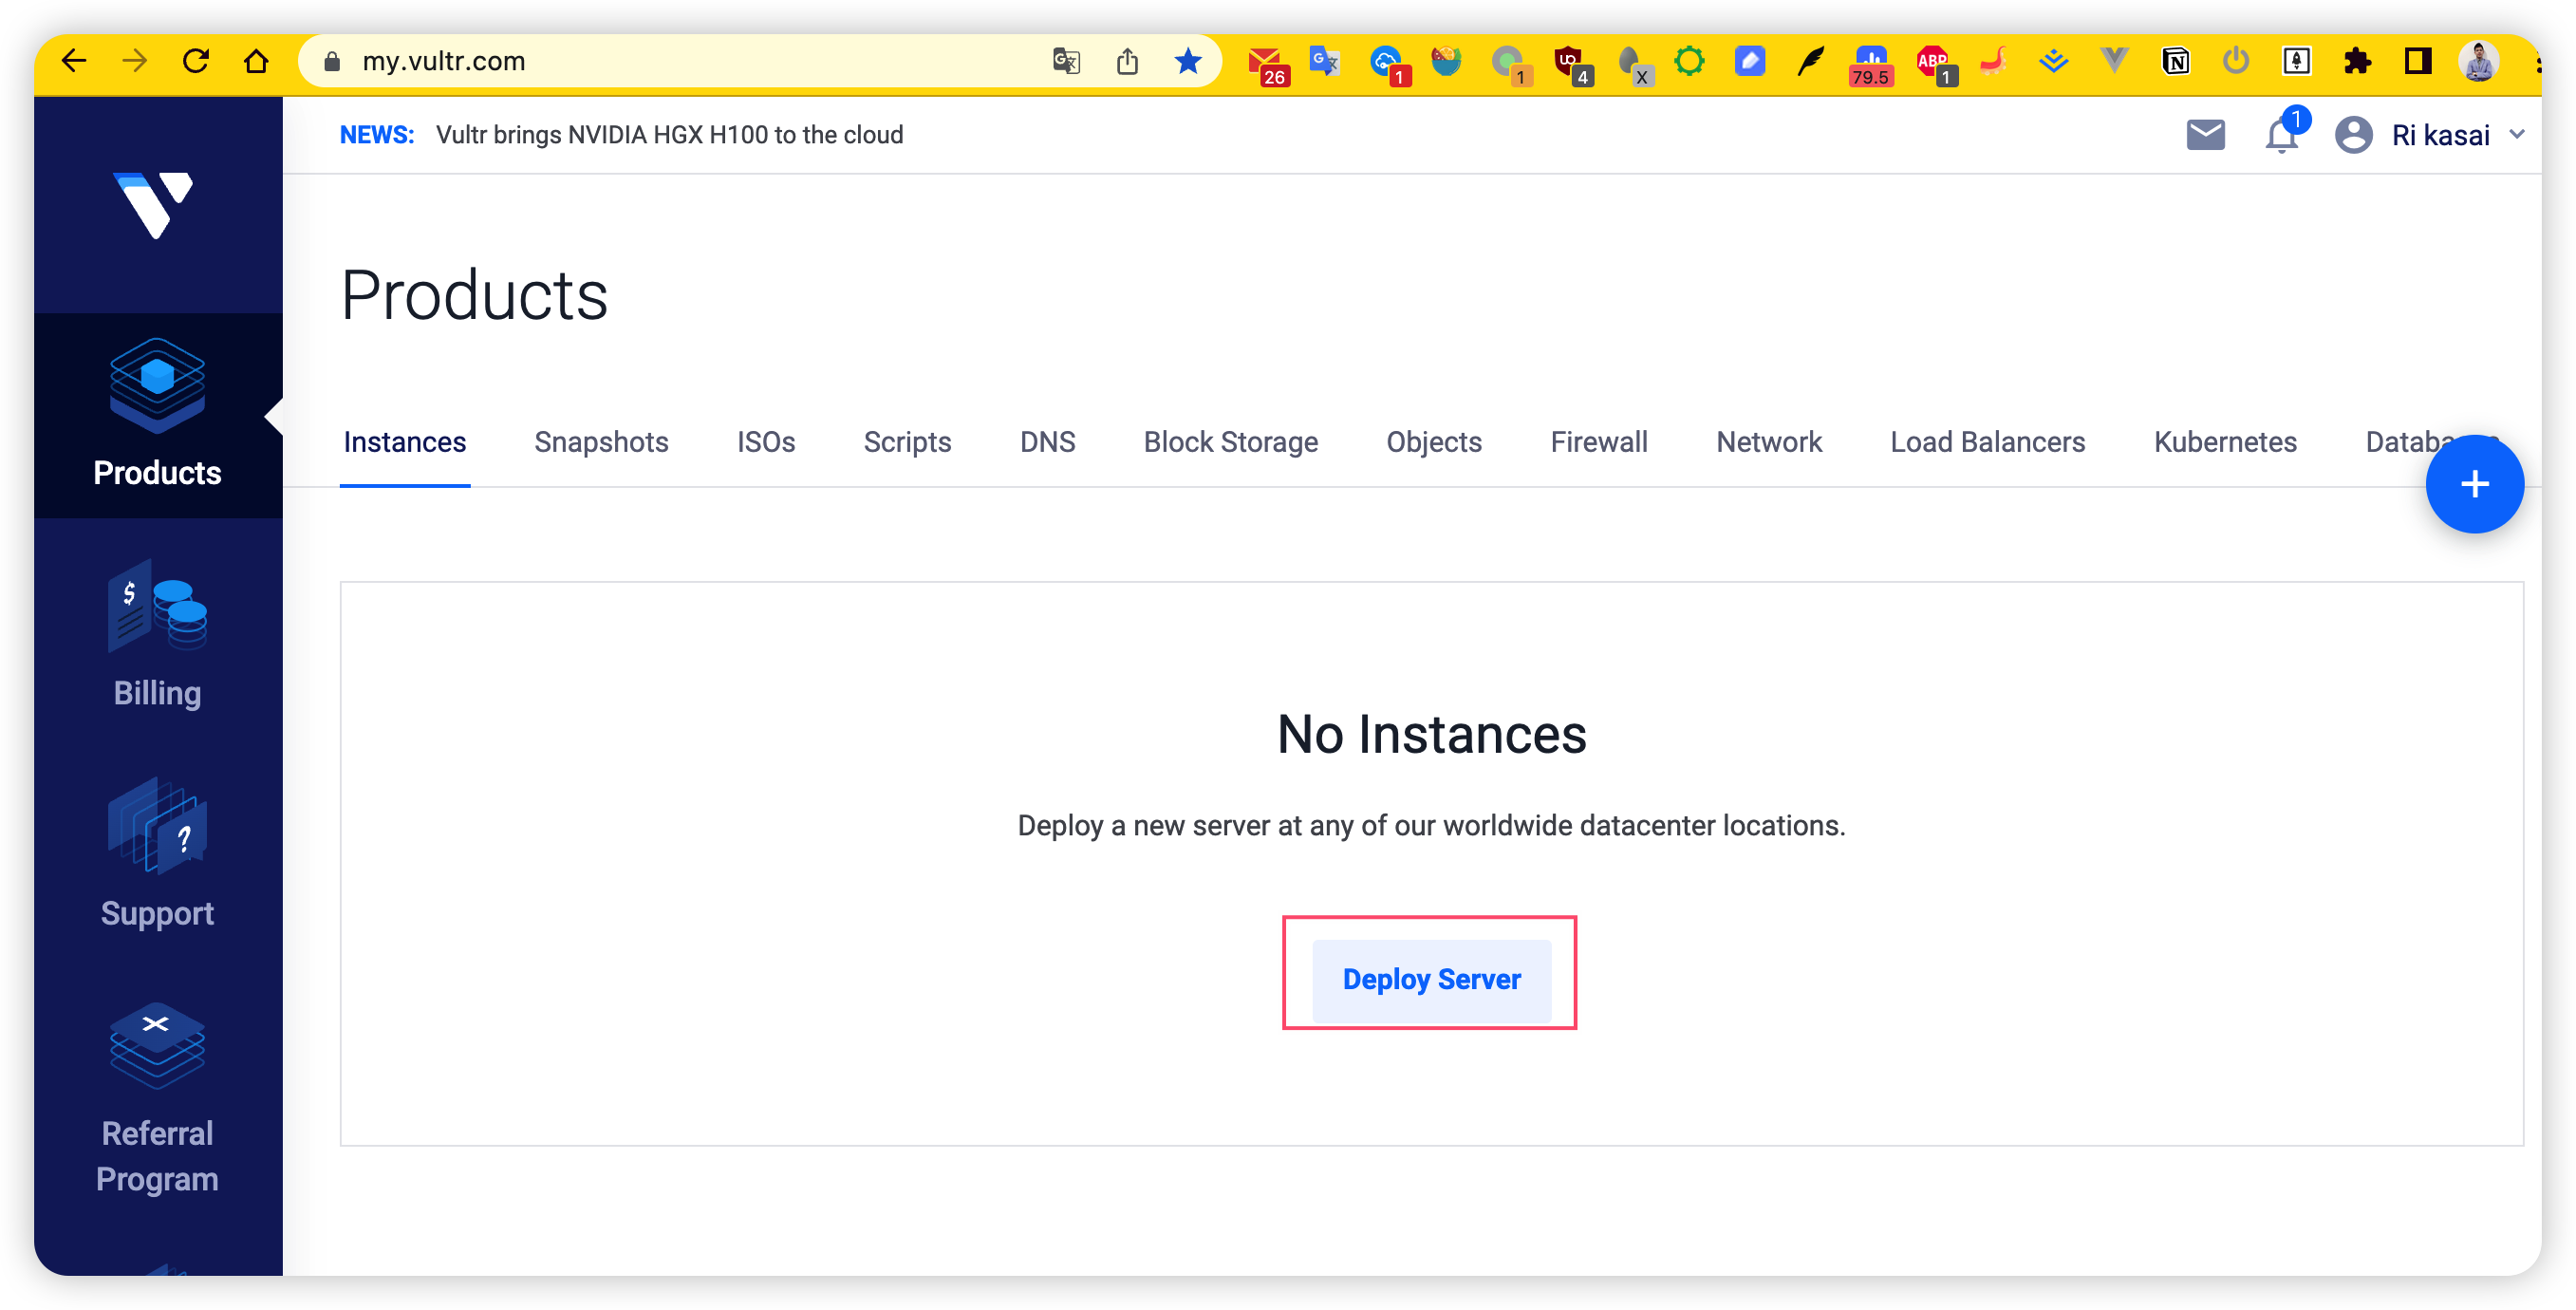 my.vultr.com
26
1
1
4
X
79.5
ABP
1
NEWS: Vultr brings NVIDIA HGX H100 to the cloud
1
Ri kasai
Products
Products
Instances Snapshots ISOs Scripts DNS Block Storage Objects Firewall Network Load Balancers Kubernetes
+
Billing
No Instances
Deploy a new server at any of our worldwide datacenter locations.
Support
Deploy Server
Referral
Program